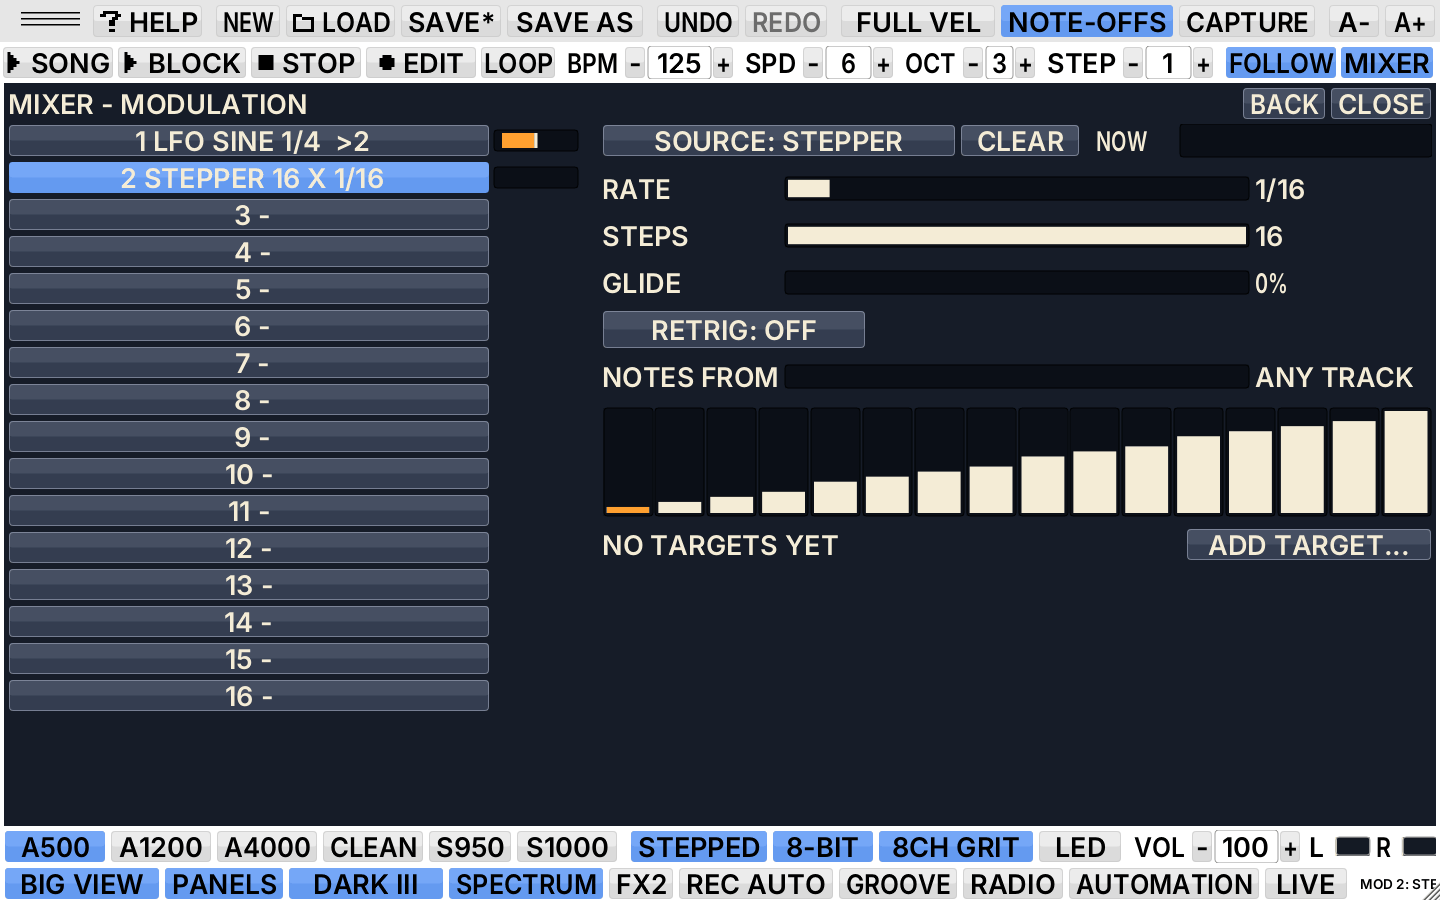 HELP NEW LOAD SAVE* SAVE AS UNDO REDO FULL VEL NOTE-OFFS CAPTURE A- A+
SONG BLOCK STOP EDIT LOOP BPM - 125 + SPD - 6 + OCT - 3 + STEP - 1 + FOLLOW MIXER
MIXER - MODULATION BACK CLOSE
1 LFO SINE 1/4 >2 SOURCE: STEPPER CLEAR NOW
2 STEPPER 16 X 1/16 RATE 1/16
3 -
STEPS 16
4 -
GLIDE 0%
5 -
6 - RETRIG: OFF
7 -
NOTES FROM ANY TRACK
8 -
9 -
10 -
11 -
12 - NO TARGETS YET ADD TARGET...
13 -
14 -
15 -
16 -
A500 A1200 A4000 CLEAN S950 S1000 STEPPED 8-BIT 8CH GRIT LED VOL - 100 + L R
BIG VIEW PANELS DARK III SPECTRUM FX2 REC AUTO GROOVE RADIO AUTOMATION LIVE MOD 2: